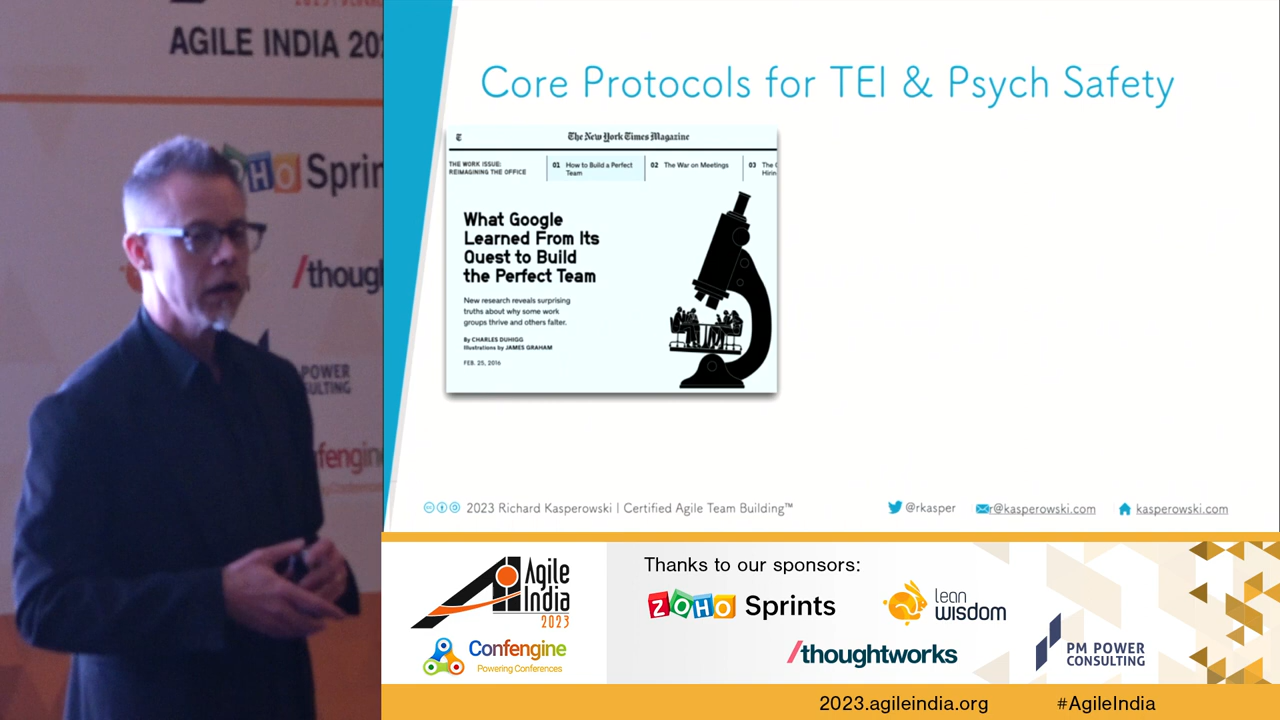 AGILE INDIA 202
ZOHO Sprin
/though
POWER
SULTING
fengin
Core Protocols for TEI & Psych Safety
T
The New York Times Magazine
THE WORK ISSUE:
REIMAGINING THE OFFICE
01 How to Build a Perfect
Team
02 The War on Meetings
03 The
Hirin
What Google
Learned From Its
Quest to Build
the Perfect Team
New research reveals surprising
truths about why some work
groups thrive and others falter.
By CHARLES DUHIGG
Illustrations by JAMES GRAHAM
FEB. 25, 2016
2023 Richard Kasperowski | Certified Agile Team Building™
@rkasper
r@kasperowski.com
kasperowski.com
Agile
India
2023
Confengine
Powering Conferences
Thanks to our sponsors:
ZOHO Sprints
lean
wisdom
/thoughtworks
PM POWER
CONSULTING
2023.agileindia.org
#AgileIndia